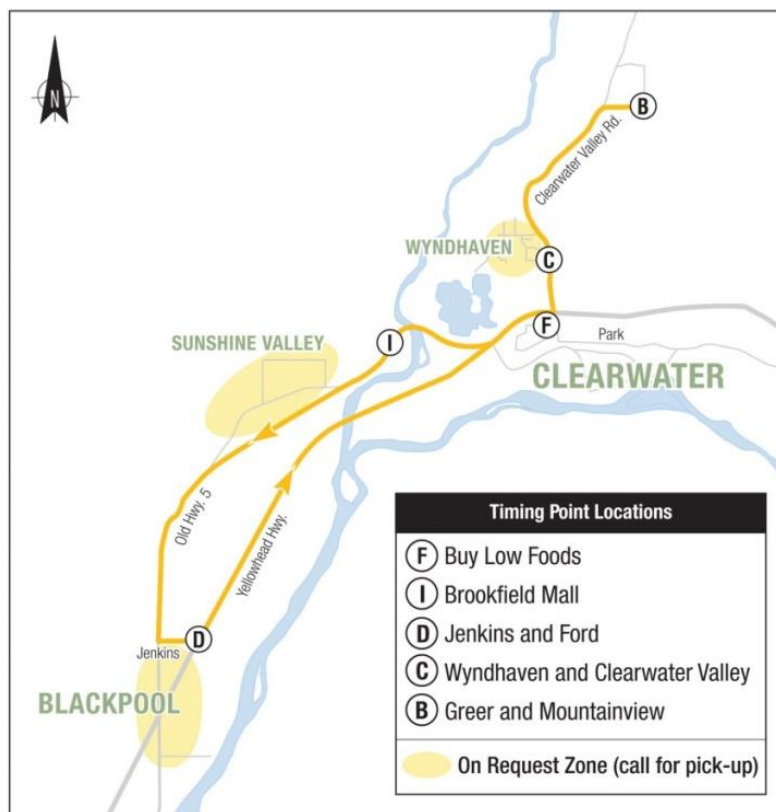 N
B
Clearwater Valley Rd.
WYNDHAVEN
C
F
Park
I
SUNSHINE VALLEY
CLEARWATER
Old Hwy. 5
Yellowhead Hwy.
D
Jenkins
BLACKPOOL
Timing Point Locations
F Buy Low Foods
I Brookfield Mall
D Jenkins and Ford
C Wyndhaven and Clearwater Valley
B Greer and Mountainview
On Request Zone (call for pick-up)